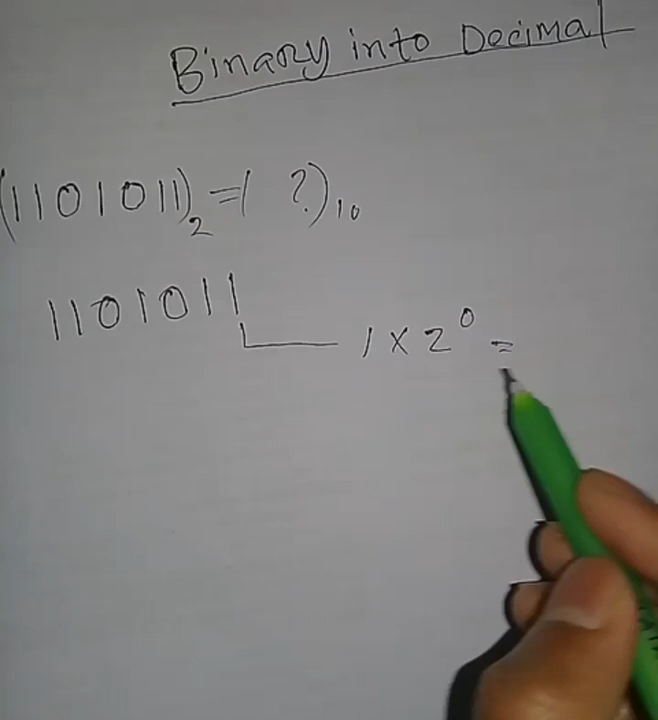 Binary into Decimal
(1101011)₂ = ( ?)₁₀
1101011
1 × 2⁰ =